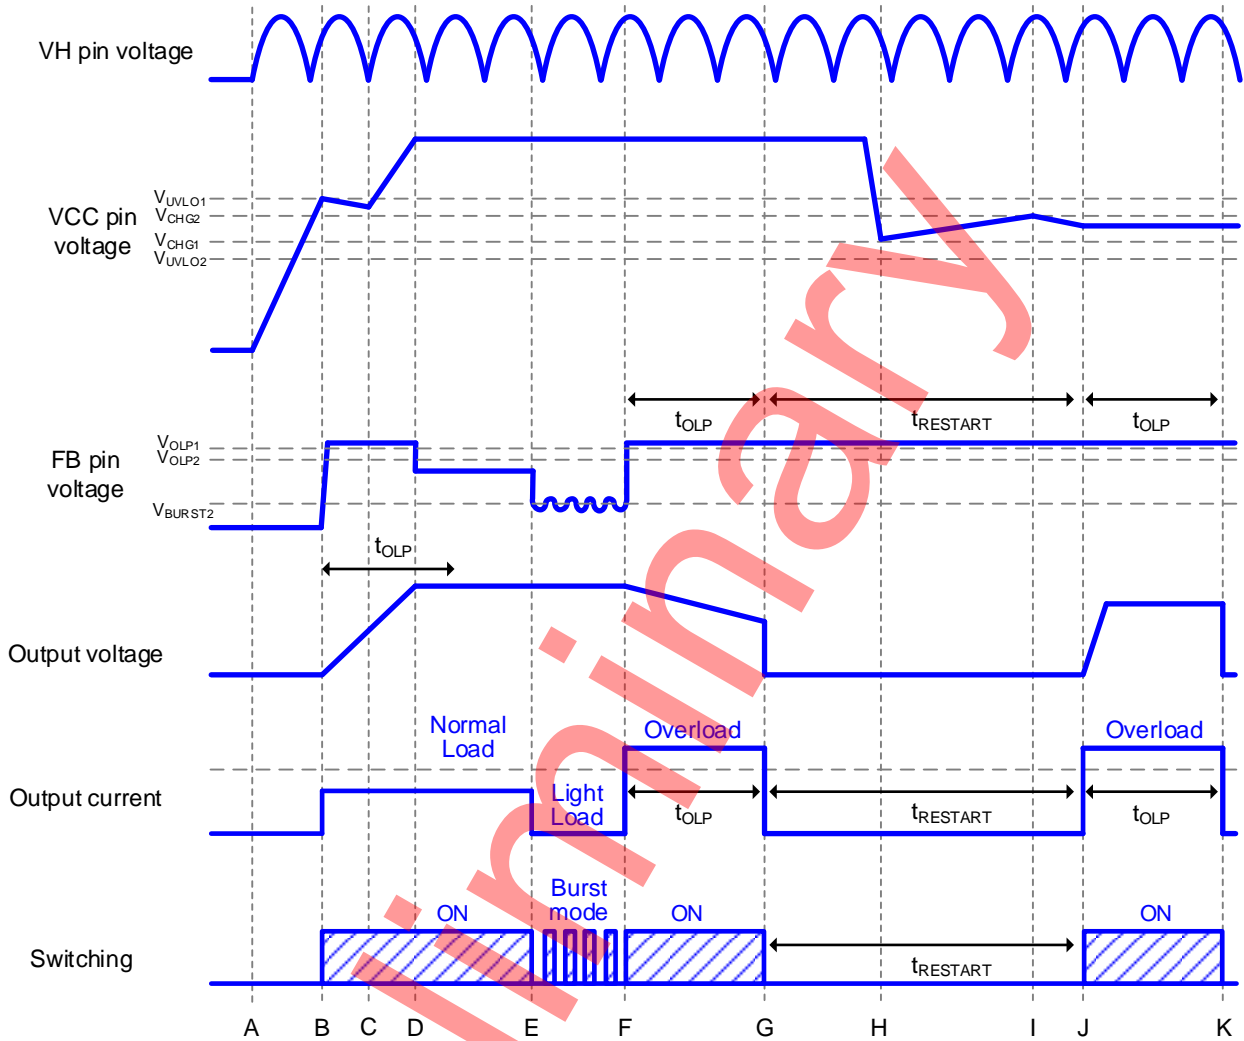 VH pin voltage
VUVLO1
VCHG2
VCC pin
voltage
VCHG1
VUVLO2
tOLP
tRESTART
tOLP
VOLP1
VOLP2
FB pin
voltage
VBURST2
tOLP
Output voltage
Normal
Load
Overload
Overload
Light
Load
Output current
tOLP
tRESTART
tOLP
Burst
mode
ON
ON
ON
Switching
tRESTART
A B C D E F G H I J K
liminary